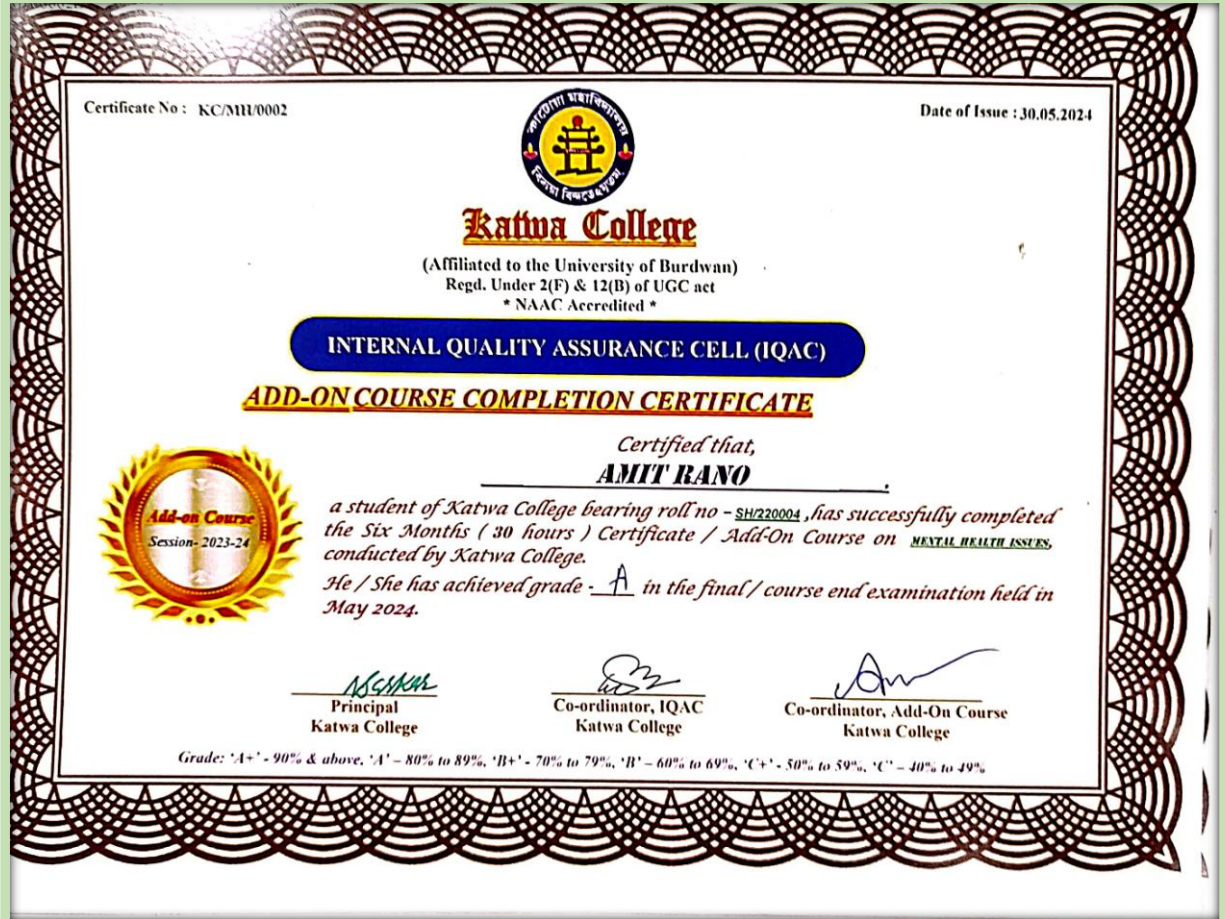 Certificate No : KC/MH/0002
Date of Issue : 30.05.2024
কাটোয়া মহাবিদ্যালয়
Katwa College
(Affiliated to the University of Burdwan)
Regd. Under 2(F) & 12(B) of UGC act
* NAAC Accredited *
INTERNAL QUALITY ASSURANCE CELL (IQAC)
ADD-ON COURSE COMPLETION CERTIFICATE
Certified that,
AMIT RANO.
Add-on Course
Session- 2023-24
a student of Katwa College bearing roll no - SH/220004 ,has successfully completed
the Six Months ( 30 hours ) Certificate / Add-On Course on MENTAL HEALTH ISSUES,
conducted by Katwa College.
He / She has achieved grade - A in the final / course end examination held in
May 2024.
Principal
Katwa College
Co-ordinator, IQAC
Katwa College
Co-ordinator, Add-On Course
Katwa College
Grade: 'A+' - 90% & above, 'A' – 80% to 89%, 'B+' - 70% to 79%, 'B' – 60% to 69%, 'C+' - 50% to 59%, 'C' – 40% to 49%